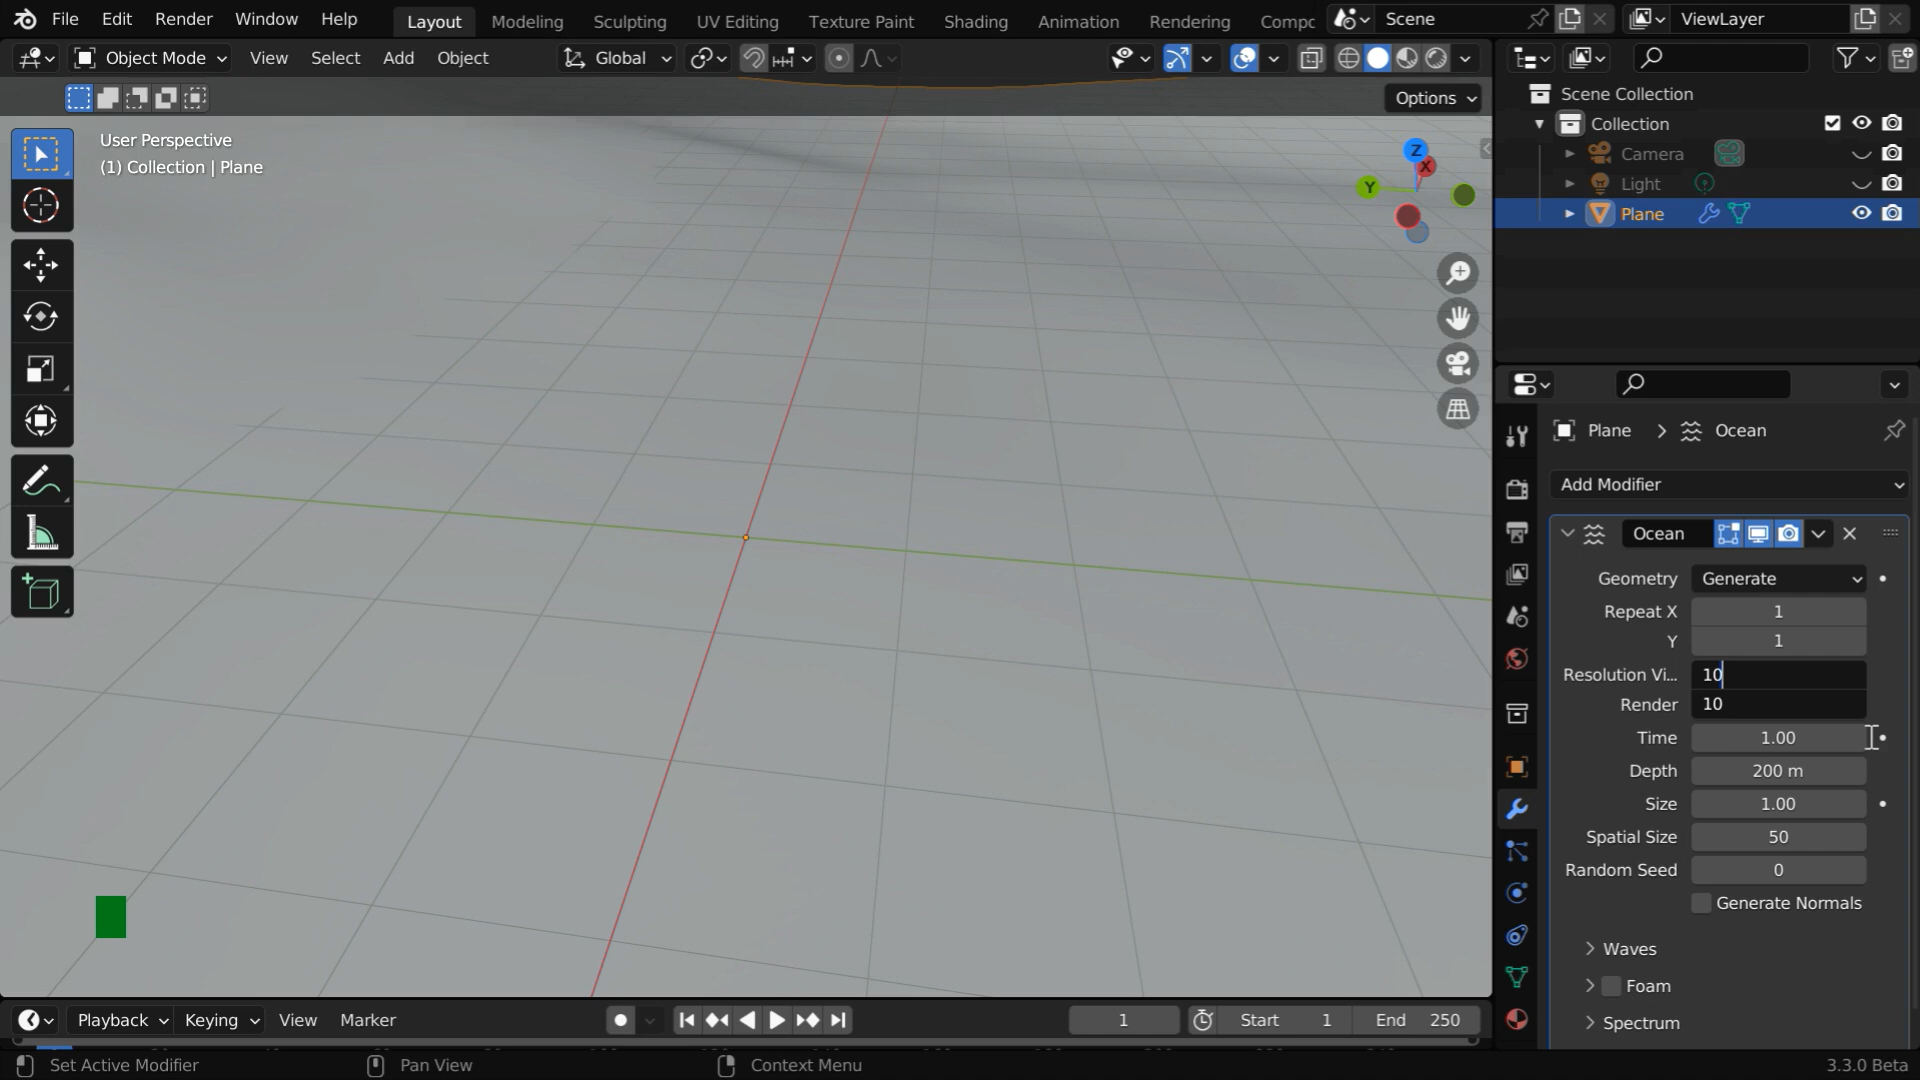 File Edit Render Window Help Layout Modeling Sculpting UV Editing Texture Paint Shading Animation Rendering Compo Scene ViewLayer
Object Mode View Select Add Object Global
Options
User Perspective
(1) Collection | Plane
Z
X
Y
Scene Collection
Collection
Camera
Light
Plane
Plane > Ocean
Add Modifier
Ocean
Geometry Generate
Repeat X 1
Y 1
Resolution Vi... 10
Render 10
Time 1.00
Depth 200 m
Size 1.00
Spatial Size 50
Random Seed 0
Generate Normals
Waves
Foam
Spectrum
Playback Keying View Marker 1 Start 1 End 250
Set Active Modifier Pan View Context Menu 3.3.0 Beta